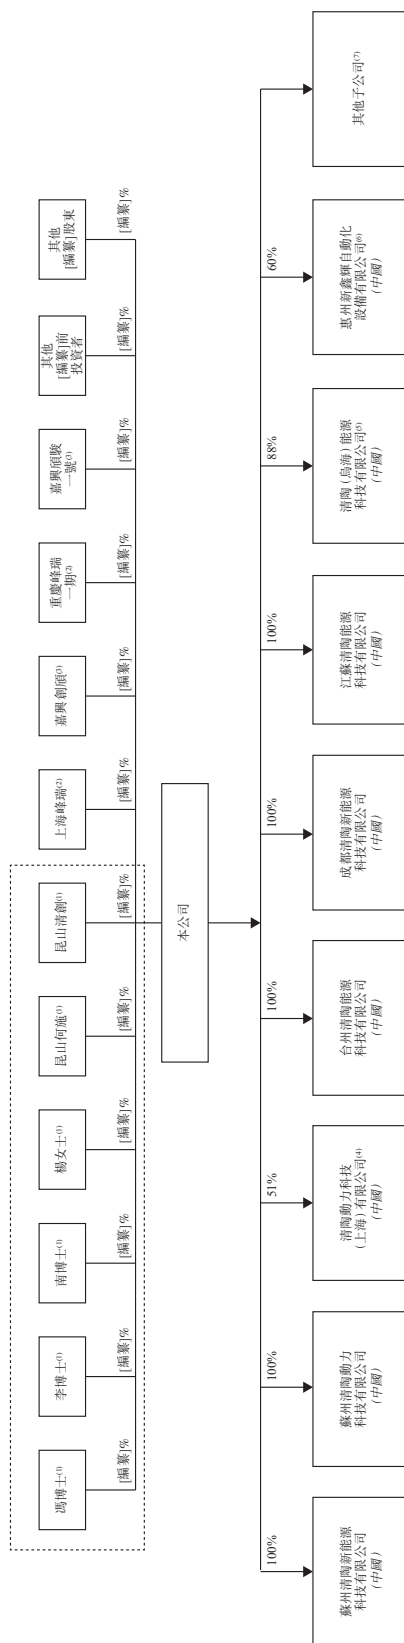 馮博士⁽¹⁾
李博士⁽¹⁾
南博士⁽¹⁾
楊女士⁽¹⁾
昆山何施⁽¹⁾
昆山清創⁽¹⁾
上海峰瑞⁽²⁾
嘉興創頎⁽³⁾
重慶峰瑞
一期⁽²⁾
嘉興頎駿
一號⁽³⁾
其他
[編纂]前
投資者
其他
[編纂]股東
[編纂]%
[編纂]%
[編纂]%
[編纂]%
[編纂]%
[編纂]%
[編纂]%
[編纂]%
[編纂]%
[編纂]%
[編纂]%
[編纂]%
本公司
100%
100%
51%
100%
100%
100%
88%
60%
蘇州清陶新能源
科技有限公司
(中國)
蘇州清陶動力
科技有限公司
(中國)
清陶動力科技
(上海)有限公司⁽⁴⁾
(中國)
台州清陶能源
科技有限公司
(中國)
成都清陶新能源
科技有限公司
(中國)
江蘇清陶能源
科技有限公司
(中國)
清陶(烏海)能源
科技有限公司⁽⁵⁾
(中國)
惠州新鑫輝自動化
設備有限公司⁽⁶⁾
(中國)
其他子公司⁽⁷⁾